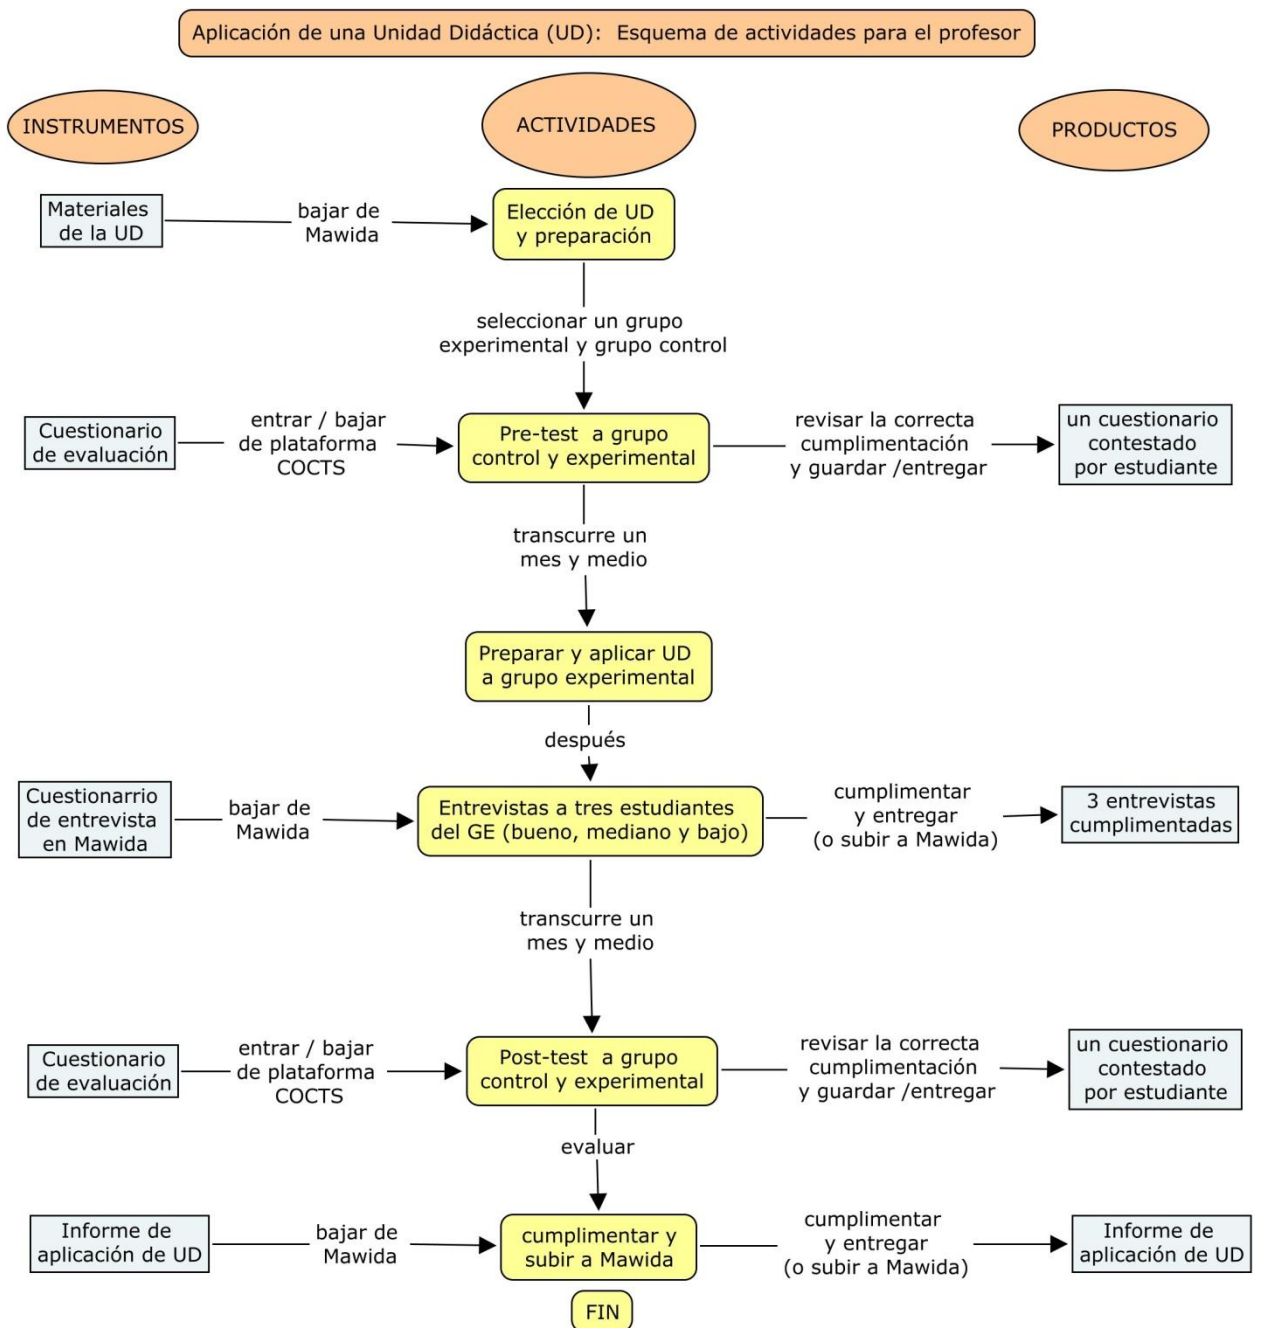 Aplicación de una Unidad Didáctica (UD): Esquema de actividades para el profesor
INSTRUMENTOS
ACTIVIDADES
PRODUCTOS
Materiales
de la UD
bajar de
Mawida
Elección de UD
y preparación
seleccionar un grupo
experimental y grupo control
Cuestionario
de evaluación
entrar / bajar
de plataforma
COCTS
Pre-test a grupo
control y experimental
revisar la correcta
cumplimentación
y guardar /entregar
un cuestionario
contestado
por estudiante
transcurre un
mes y medio
Preparar y aplicar UD
a grupo experimental
después
Cuestionarrio
de entrevista
en Mawida
bajar de
Mawida
Entrevistas a tres estudiantes
del GE (bueno, mediano y bajo)
cumplimentar
y entregar
(o subir a Mawida)
3 entrevistas
cumplimentadas
transcurre un
mes y medio
Cuestionario
de evaluación
entrar / bajar
de plataforma
COCTS
Post-test a grupo
control y experimental
revisar la correcta
cumplimentación
y guardar /entregar
un cuestionario
contestado
por estudiante
evaluar
Informe de
aplicación de UD
bajar de
Mawida
cumplimentar y
subir a Mawida
cumplimentar
y entregar
(o subir a Mawida)
Informe de
aplicación de UD
FIN